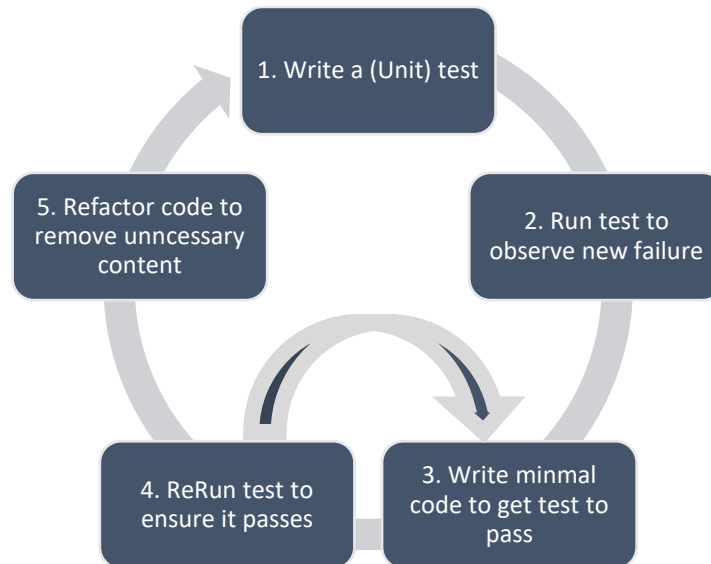 1. Write a (Unit) test
2. Run test to
observe new failure
3. Write minmal
code to get test to
pass
4. ReRun test to
ensure it passes
5. Refactor code to
remove unncessary
content